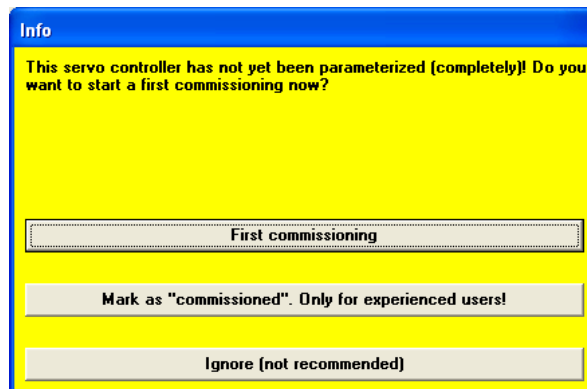 Info
This servo controller has not yet been parameterized (completely)! Do you
want to start a first commissioning now?
First commissioning
Mark as "commissioned". Only for experienced users!
Ignore (not recommended)